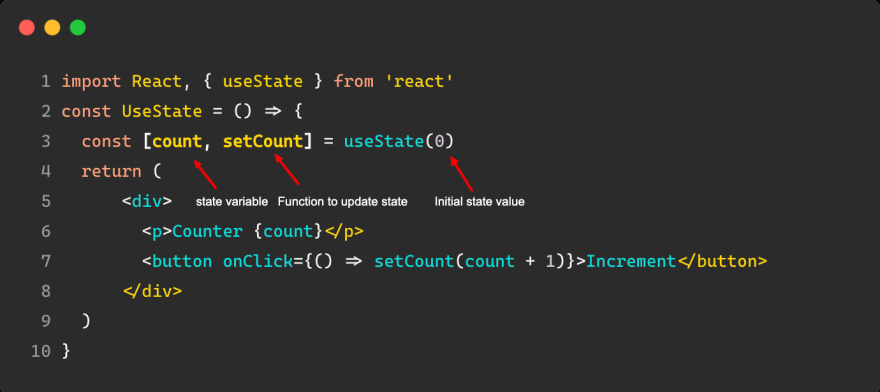 1 import React, { useState } from 'react'
2 const UseState = () => {
3 const [count, setCount] = useState(0)
4 return (
5 <div> state variable Function to update state Initial state value
6 <p>Counter {count}</p>
7 <button onClick={() => setCount(count + 1)}>Increment</button>
8 </div>
9 )
10 }